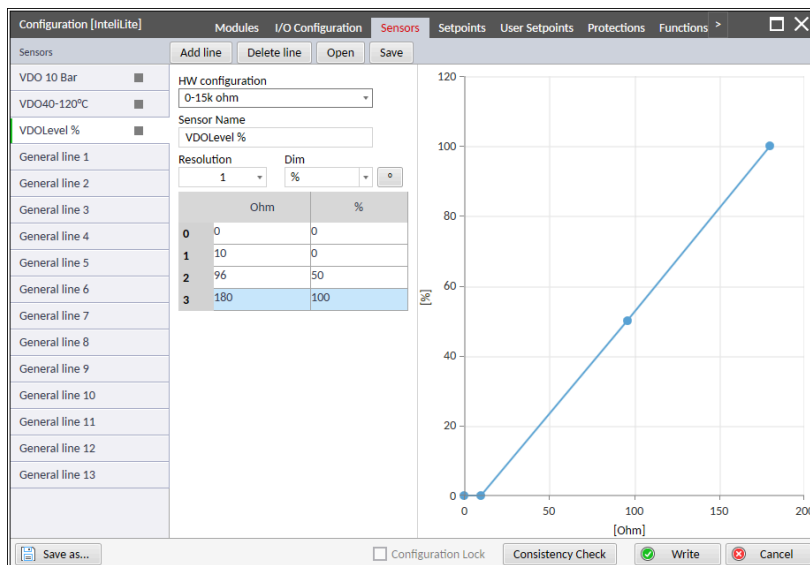 Configuration [InteliLite]
Modules I/O Configuration Sensors Setpoints User Setpoints Protections Functions >
Sensors
Add line Delete line Open Save
VDO 10 Bar
VDO40-120°C
VDOLevel %
General line 1
General line 2
General line 3
General line 4
General line 5
General line 6
General line 7
General line 8
General line 9
General line 10
General line 11
General line 12
General line 13
HW configuration
0-15k ohm
Sensor Name
VDOLevel %
Resolution Dim
1 % °
Ohm %
0 0 0
1 10 0
2 96 50
3 180 100
120
100
80
60
40
20
0
[%]
0 50 100 150 200
[Ohm]
Save as... Configuration Lock Consistency Check Write Cancel